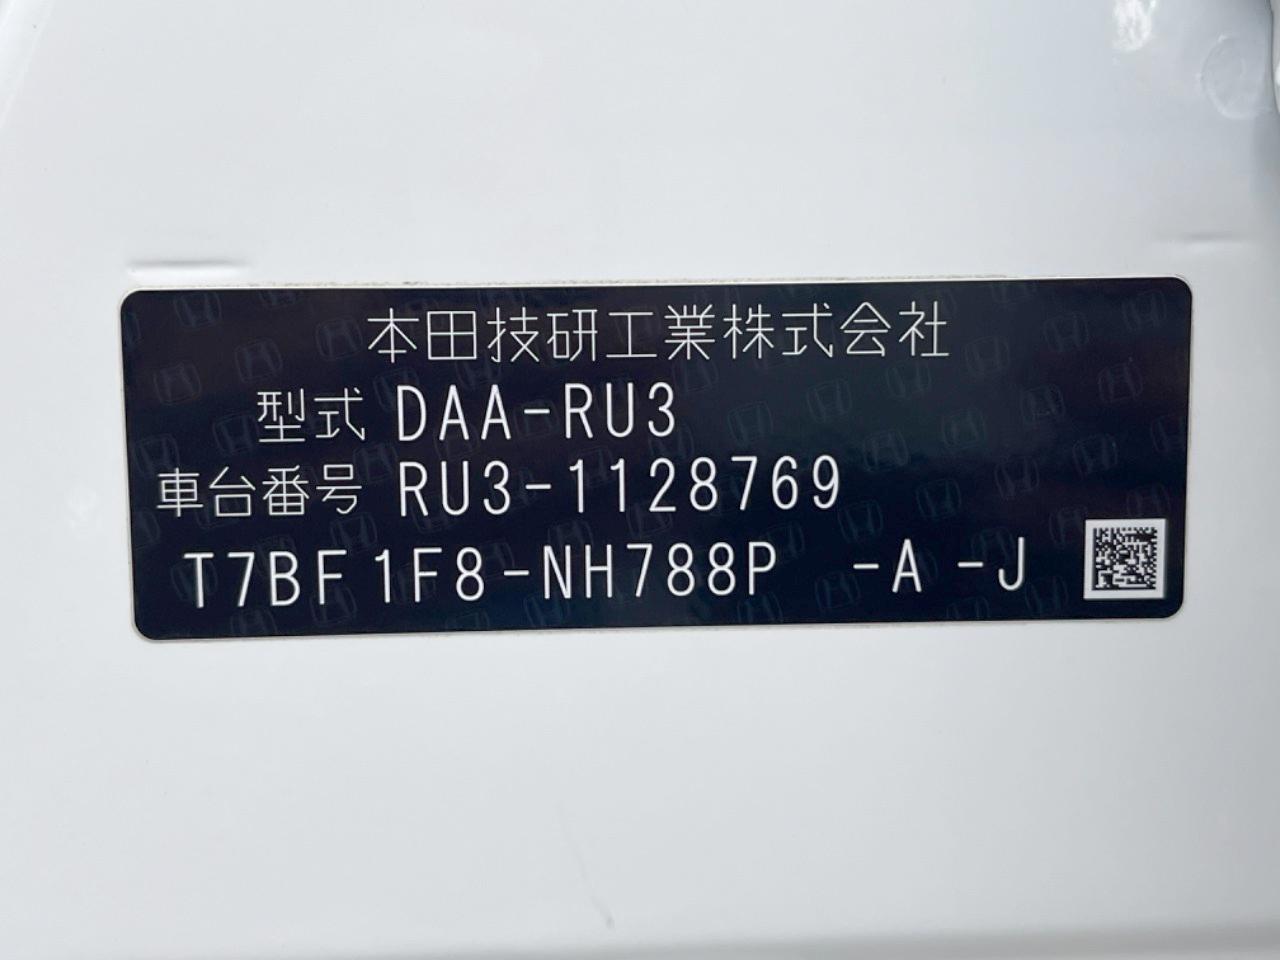 本田技研工業株式会社
型式 DAA-RU3
車台番号 RU3-1128769
T7BF1F8-NH788P -A -J